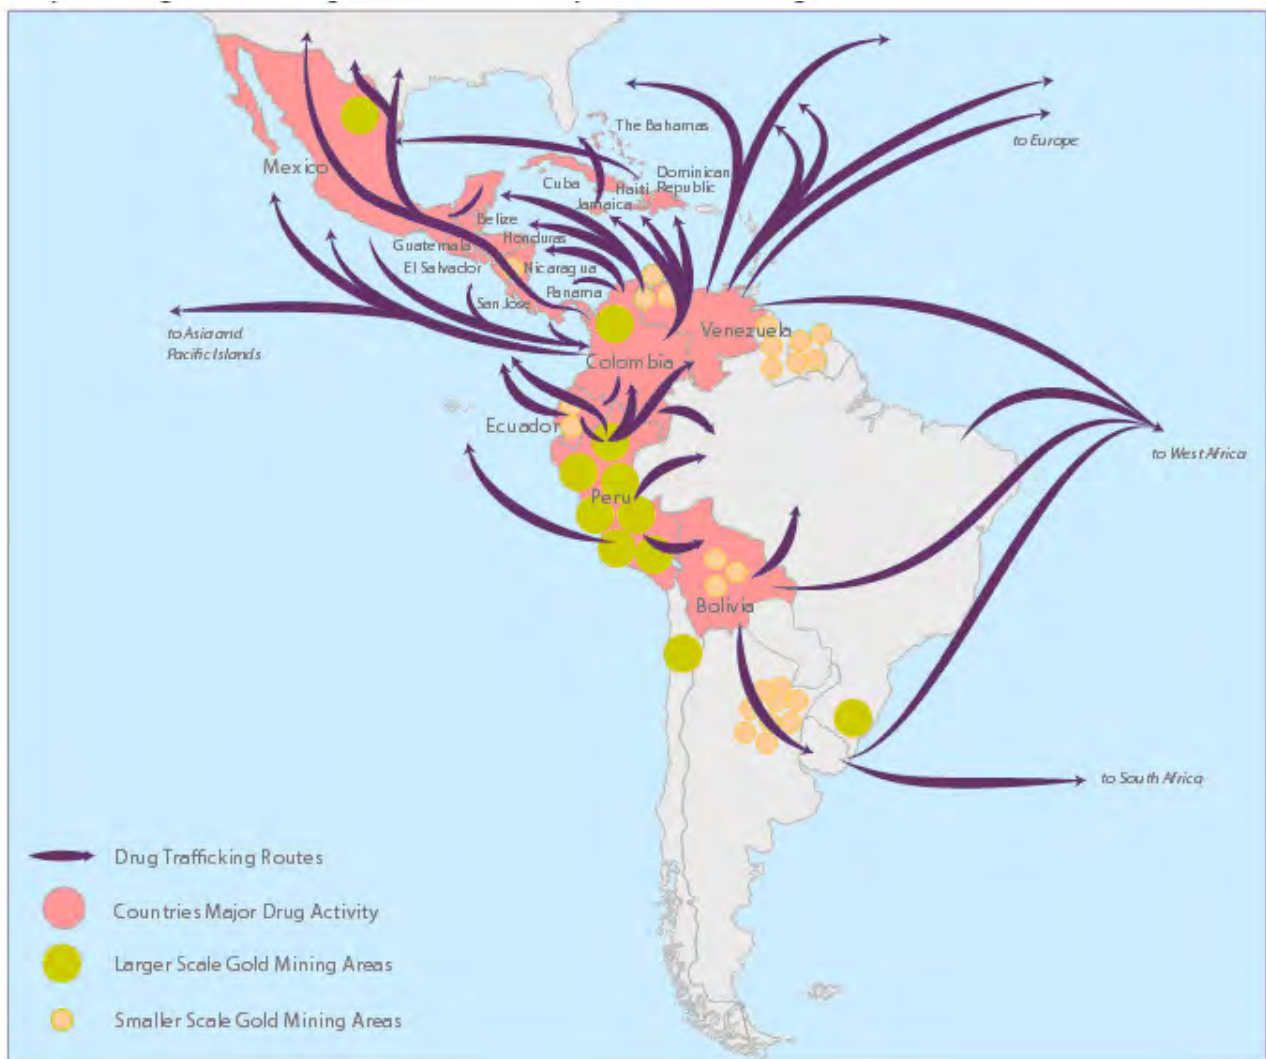 The Bahamas
to Europe
Mexico
Dominican
Republic
Cuba
Haiti
Jamaica
Belize
Honduras
Guatemala
El Salvador
Nicaragua
Panama
San Jose
to Asia and
Pacific Islands
Venezuela
Colombia
Ecuador
to West Africa
Peru
Bolivia
to South Africa
Drug Trafficking Routes
Countries Major Drug Activity
Larger Scale Gold Mining Areas
Smaller Scale Gold Mining Areas